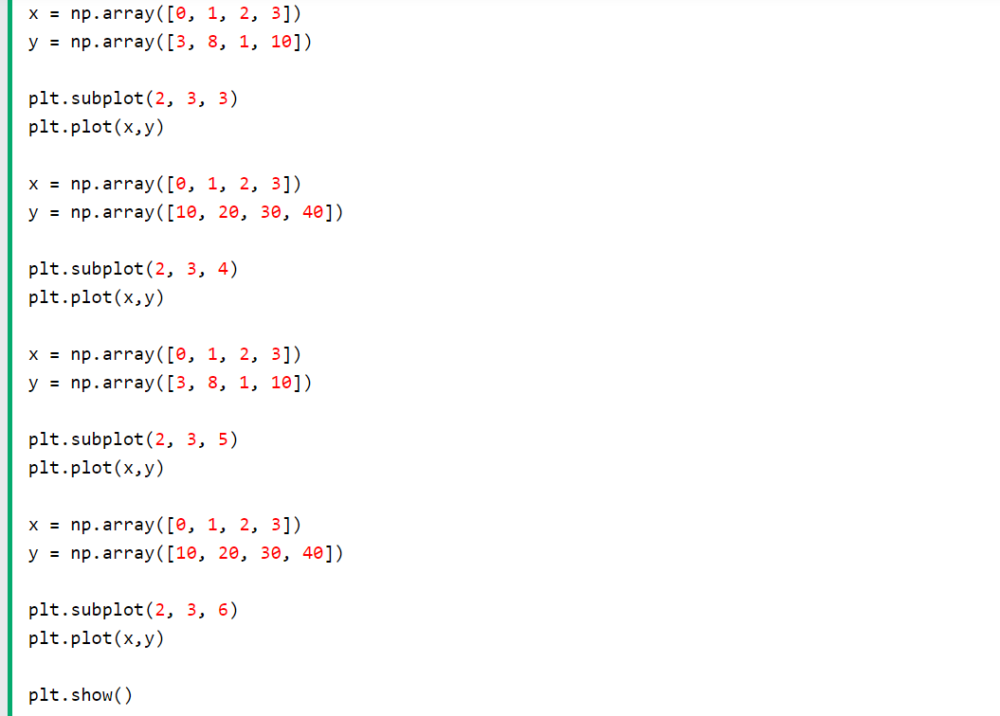 x = np.array([0, 1, 2, 3])
y = np.array([3, 8, 1, 10])
plt.subplot(2, 3, 3)
plt.plot(x,y)
x = np.array([0, 1, 2, 3])
y = np.array([10, 20, 30, 40])
plt.subplot(2, 3, 4)
plt.plot(x,y)
x = np.array([0, 1, 2, 3])
y = np.array([3, 8, 1, 10])
plt.subplot(2, 3, 5)
plt.plot(x,y)
x = np.array([0, 1, 2, 3])
y = np.array([10, 20, 30, 40])
plt.subplot(2, 3, 6)
plt.plot(x,y)
plt.show()